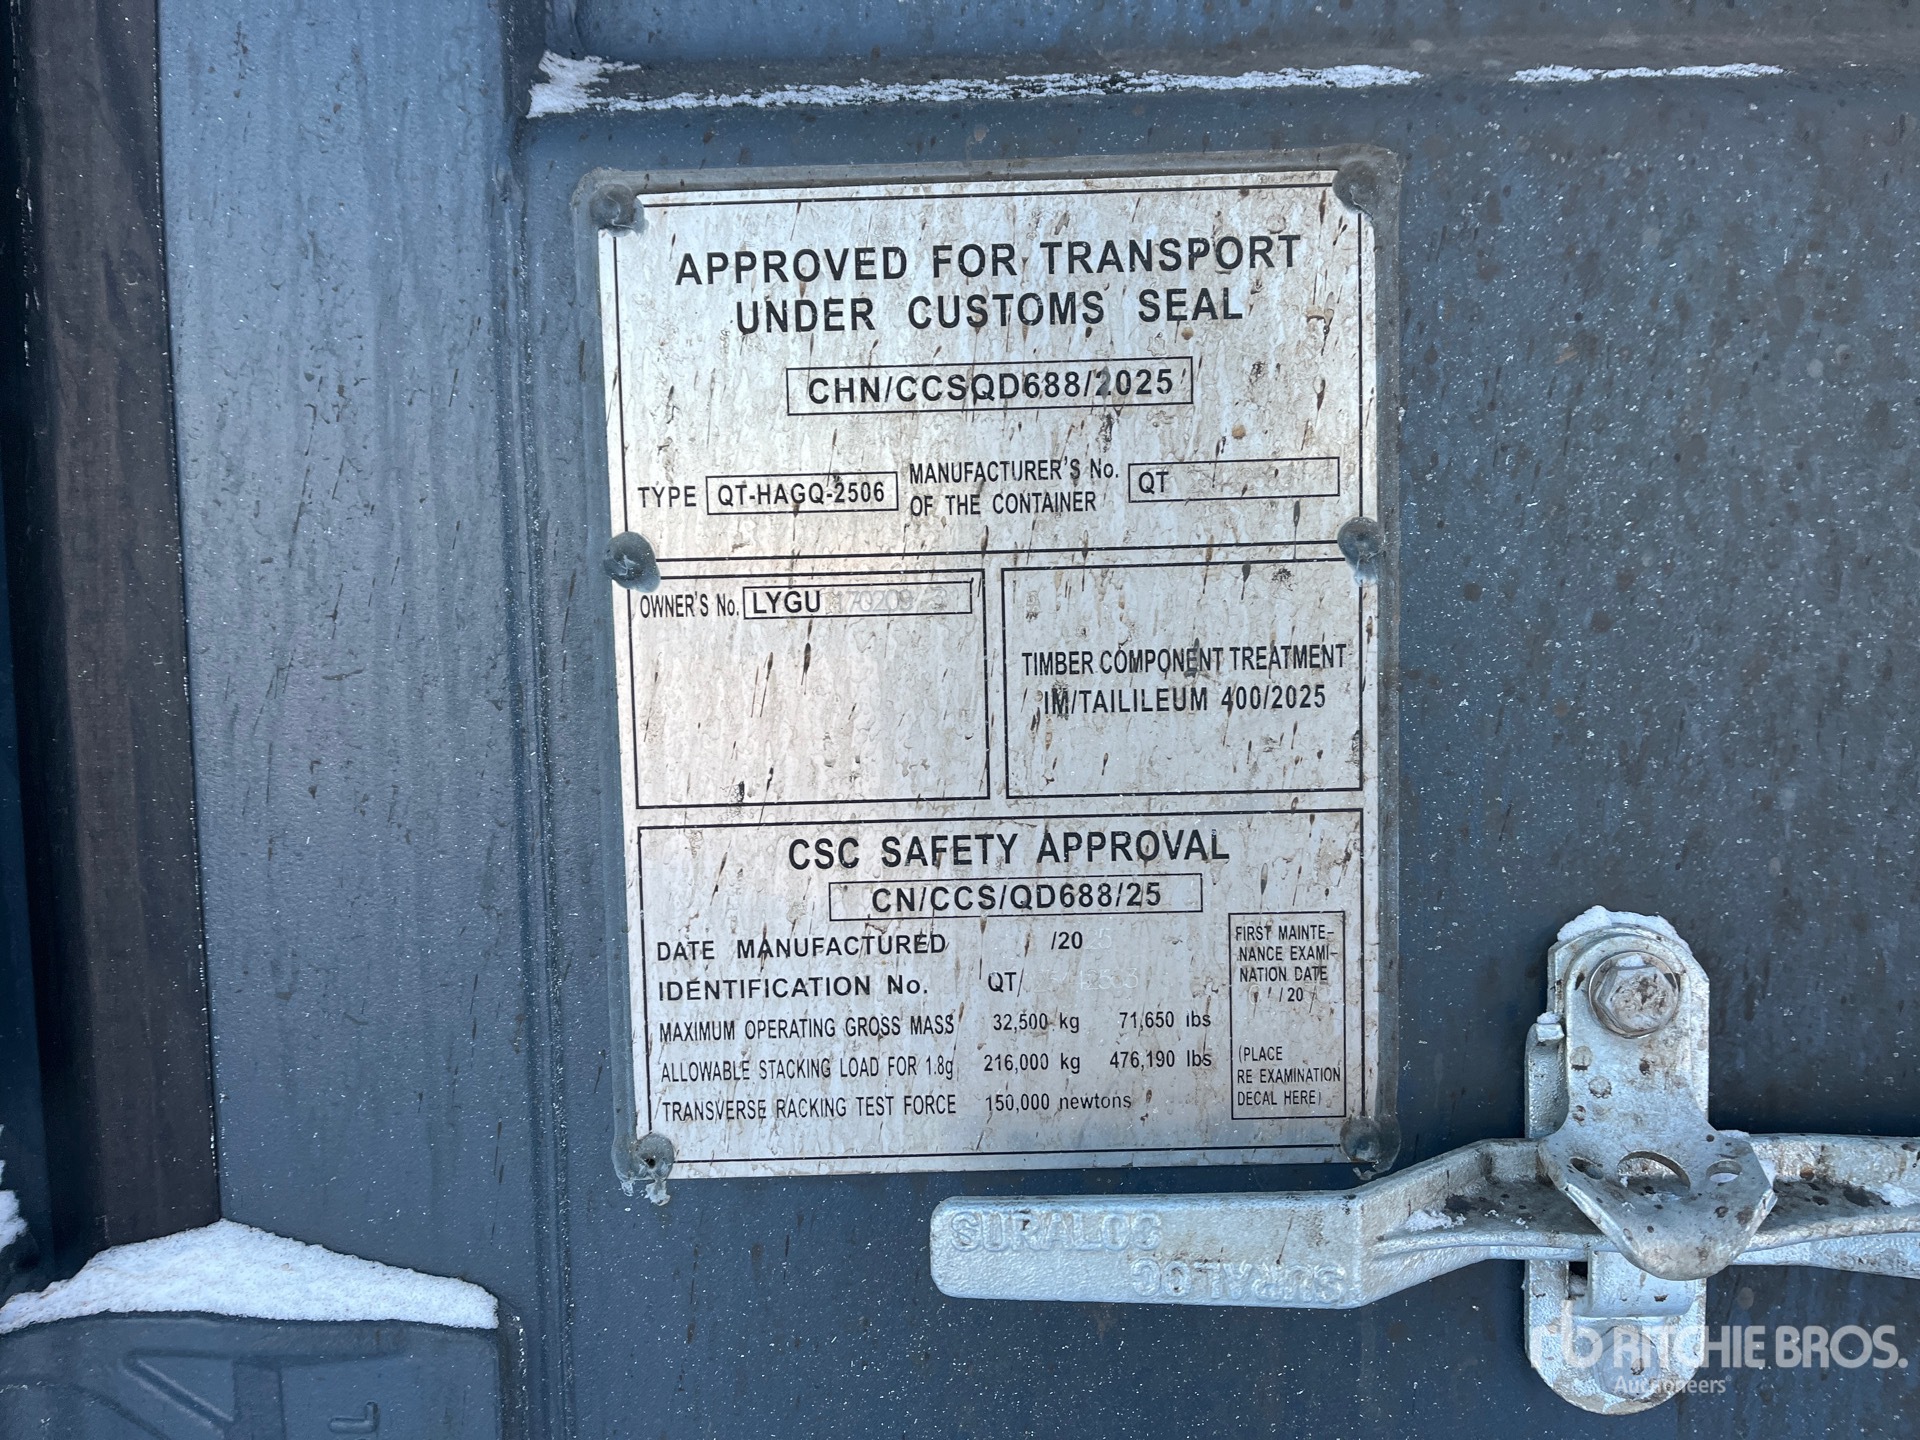 APPROVED FOR TRANSPORT
UNDER CUSTOMS SEAL
CHN/CCSQD688/2025
TYPE QT-HAGQ-2506
MANUFACTURER'S No.
OF THE CONTAINER
QT
OWNER'S No. LYGU
TIMBER COMPONENT TREATMENT
IM/TAILILEUM 400/2025
CSC SAFETY APPROVAL
CN/CCS/QD688/25
DATE MANUFACTURED /20
IDENTIFICATION No. QT/
MAXIMUM OPERATING GROSS MASS 32,500 kg 71,650 lbs
ALLOWABLE STACKING LOAD FOR 1.8g 216,000 kg 476,190 lbs
TRANSVERSE RACKING TEST FORCE 150,000 newtons
FIRST MAINTE-
NANCE EXAMI-
NATION DATE
/ /20
(PLACE
RE EXAMINATION
DECAL HERE)
SURALOC
SURALOC
L
rb RITCHIE BROS.
Auctioneers